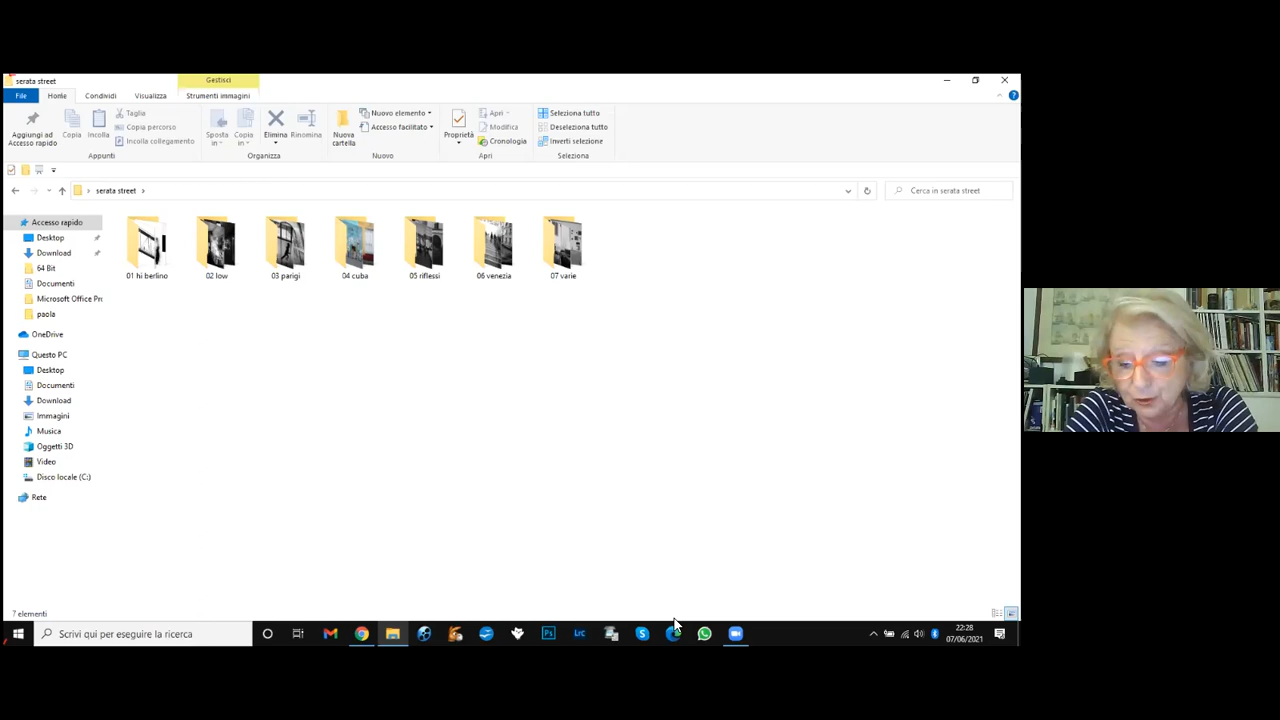 serata street
Gestisci
File
Home
Condividi
Visualizza
Strumenti immagini
Aggiungi ad
Accesso rapido
Copia
Incolla
Taglia
Copia percorso
Incolla collegamento
Appunti
Sposta
in
Copia
in
Elimina
Rinomina
Organizza
Nuova
cartella
Nuovo elemento
Accesso facilitato
Nuovo
Proprietà
Apri
Modifica
Cronologia
Apri
Seleziona tutto
Deseleziona tutto
Inverti selezione
Seleziona
serata street
Cerca in serata street
Accesso rapido
Desktop
Download
64 Bit
Documenti
Microsoft Office Pro
paola
OneDrive
Questo PC
Desktop
Documenti
Download
Immagini
Musica
Oggetti 3D
Video
Disco locale (C:)
Rete
01 hi berlino
02 low
03 parigi
04 cuba
05 riflessi
06 venezia
07 varie
7 elementi
Scrivi qui per eseguire la ricerca
Ps
Lrc
22:28
07/06/2021